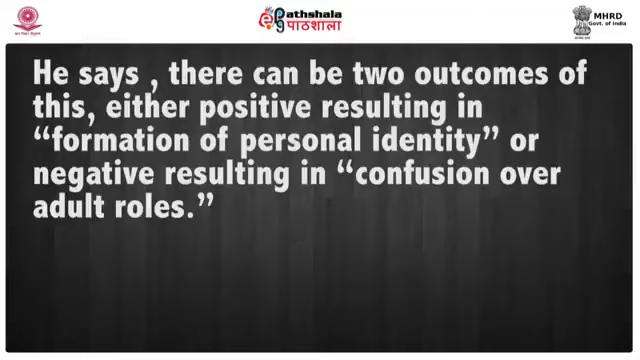 ePathshala
पाठशाला
MHRD
Govt. of India
He says , there can be two outcomes of
this, either positive resulting in
“formation of personal identity” or
negative resulting in “confusion over
adult roles.”